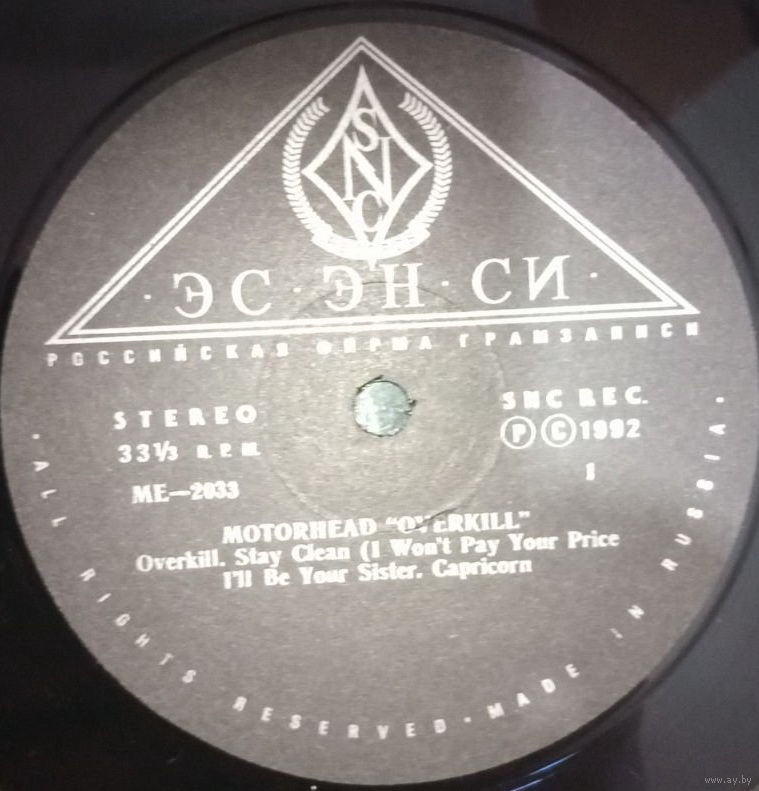 SNC
·ЭС·ЭН·СИ·
РОССИЙСКАЯ ФИРМА ГРАМЗАПИСИ
STEREO
33⅓ R.P.M.
ME—2033
SNC REC.
Ⓟ Ⓒ 1992
1
MOTORHEAD "OVERKILL"
Overkill. Stay Clean (I Won't Pay Your Price
I'll Be Your Sister. Capricorn
·ALL RIGHTS RESERVED·MADE IN RUSSIA·
www.ay.by